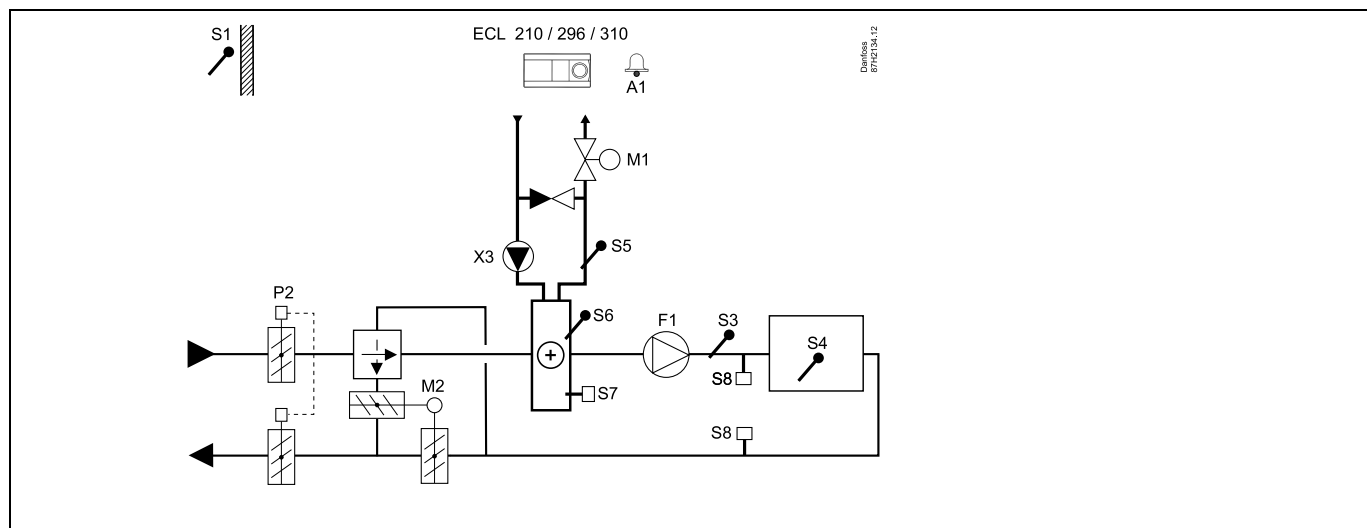 S1
ECL 210 / 296 / 310
A1
Danfoss
87H2134.12
M1
X3
S5
P2
S6
F1
S3
S4
M2
S7
S8
S8